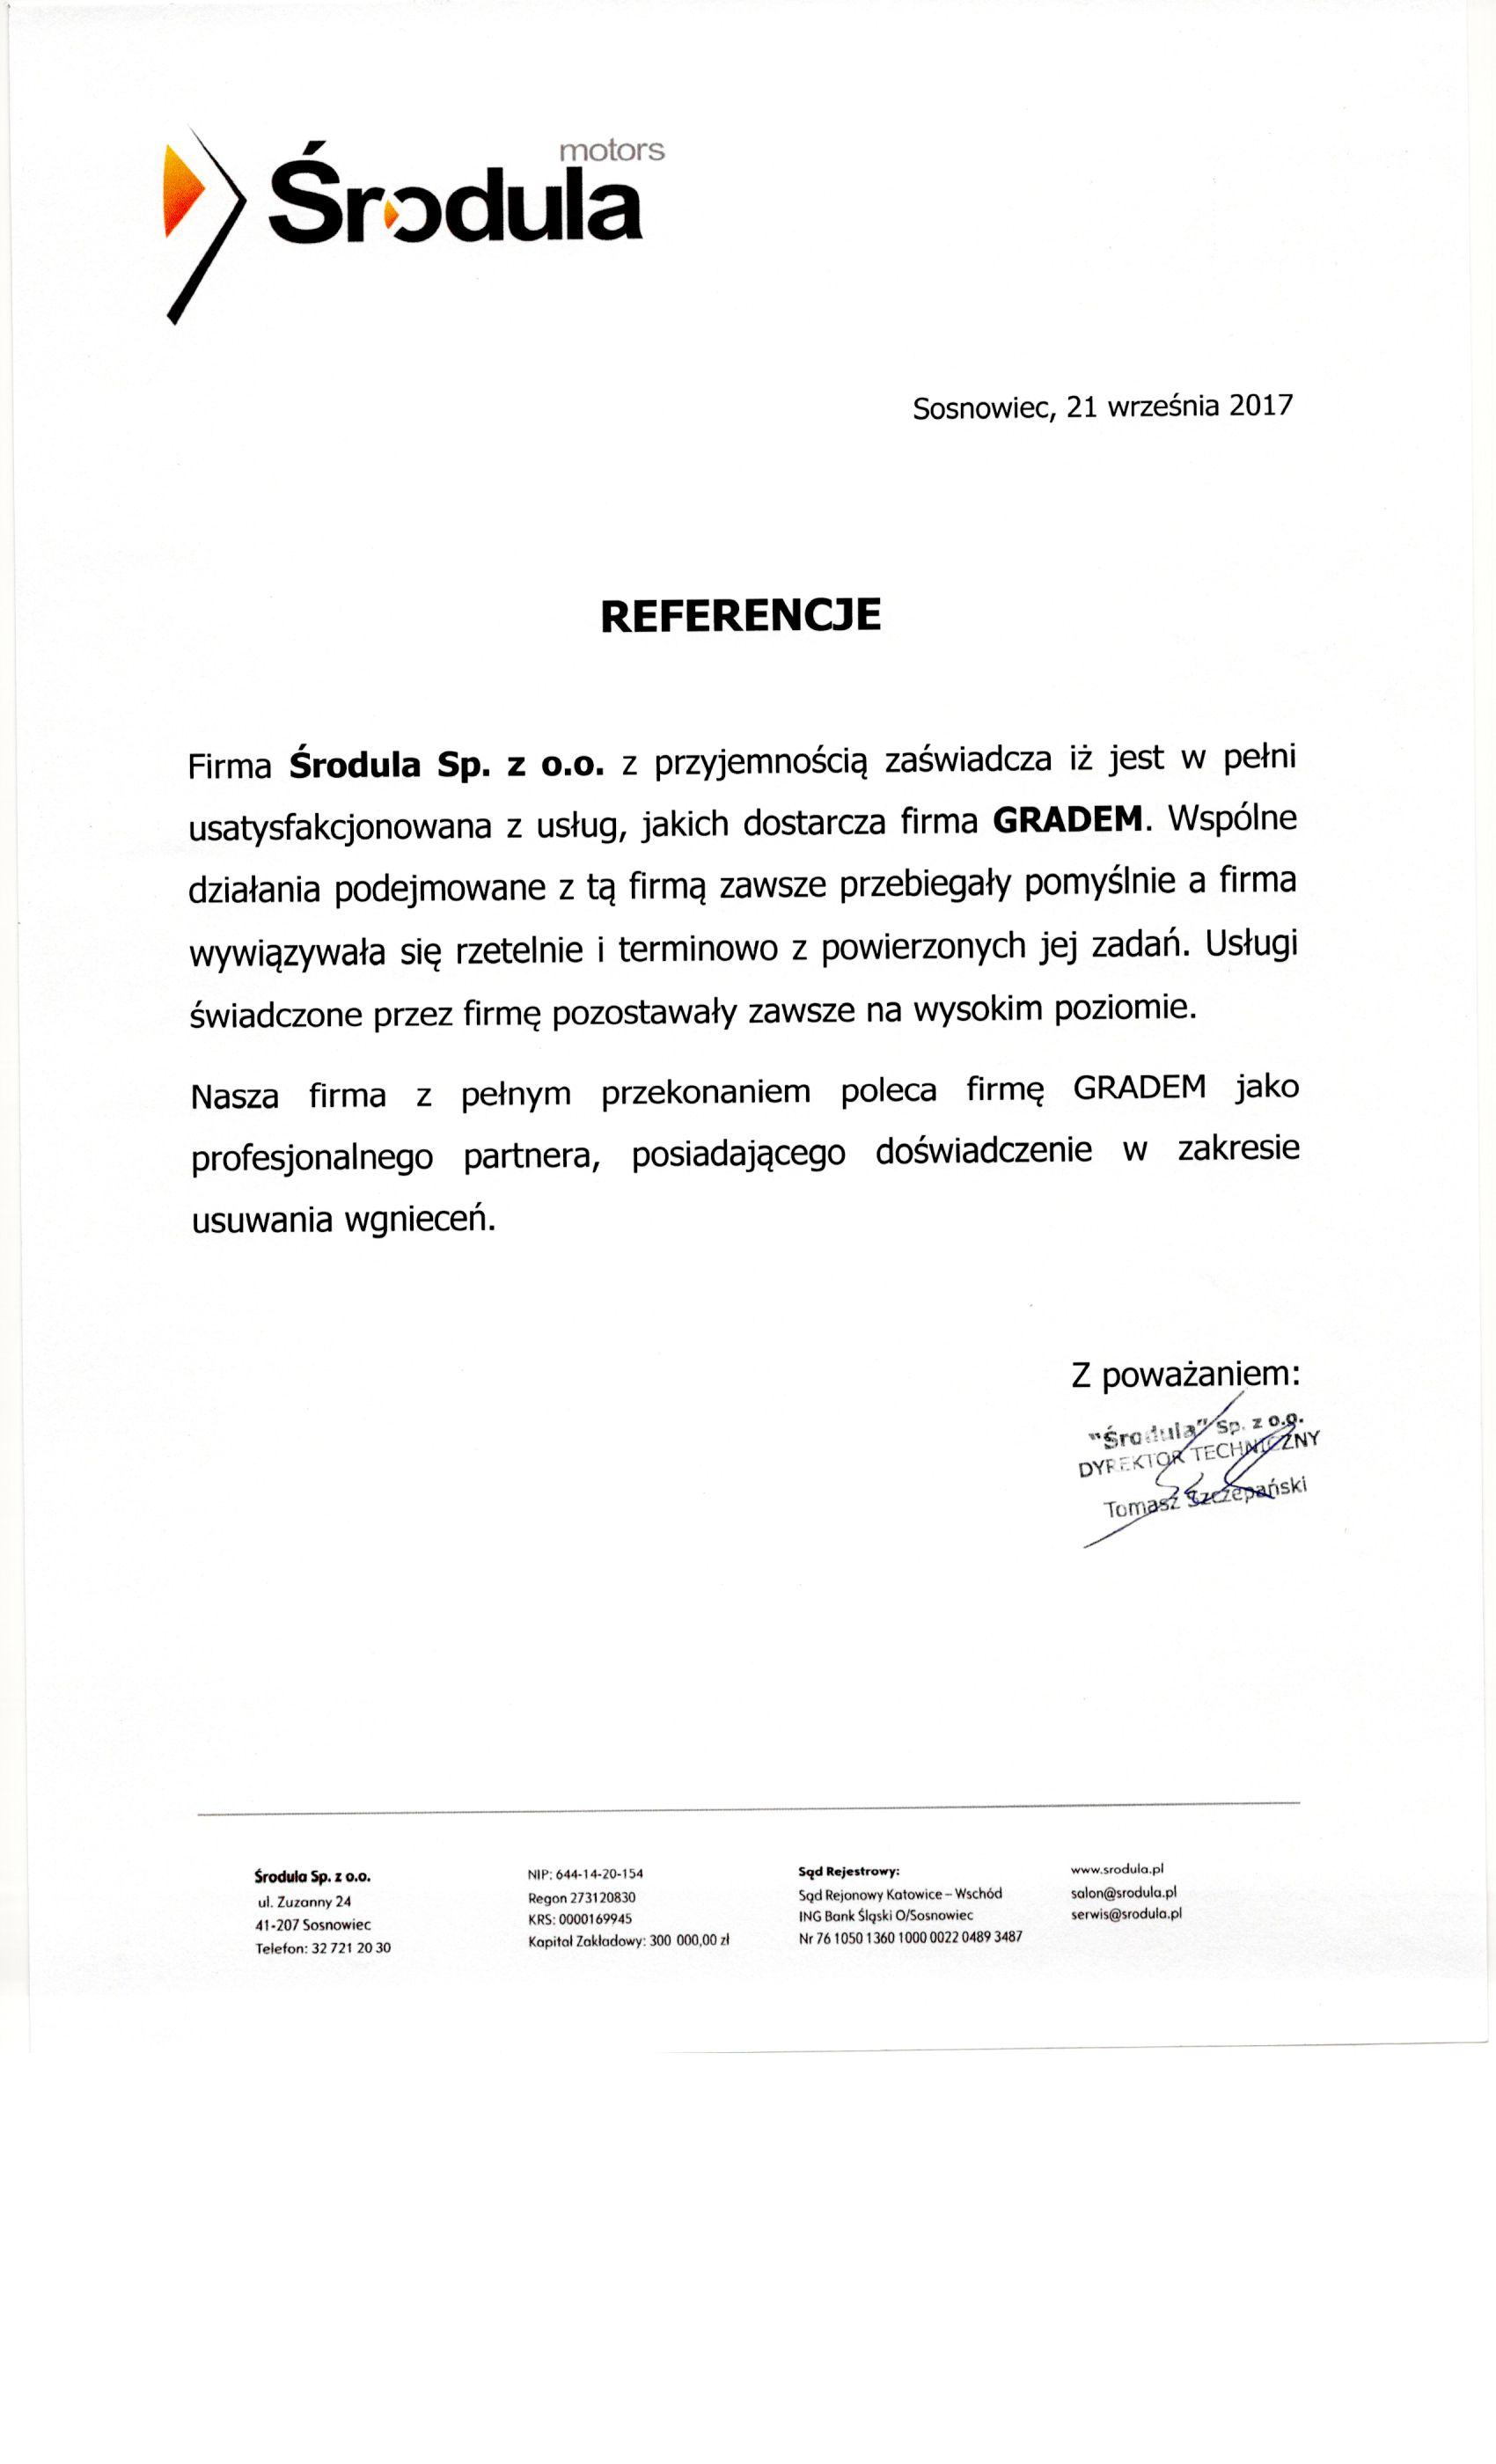 motors
Środula
Sosnowiec, 21 września 2017
REFERENCJE
Firma Środula Sp. z o.o. z przyjemnością zaświadcza iż jest w pełni
usatysfakcjonowana z usług, jakich dostarcza firma GRADEM. Wspólne
działania podejmowane z tą firmą zawsze przebiegały pomyślnie a firma
wywiązywała się rzetelnie i terminowo z powierzonych jej zadań. Usługi
świadczone przez firmę pozostawały zawsze na wysokim poziomie.
Nasza firma z pełnym przekonaniem poleca firmę GRADEM jako
profesjonalnego partnera, posiadającego doświadczenie w zakresie
usuwania wgnieceń.
Z poważaniem:
"Środula" Sp. z o.o.
DYREKTOR TECHNICZNY
Tomasz Szczepański
Środula Sp. z o.o.
ul. Zuzanny 24
41-207 Sosnowiec
Telefon: 32 721 20 30
NIP: 644-14-20-154
Regon 273120830
KRS: 0000169945
Kapitał Zakładowy: 300 000,00 zł
Sąd Rejestrowy:
Sąd Rejonowy Katowice – Wschód
ING Bank Śląski O/Sosnowiec
Nr 76 1050 1360 1000 0022 0489 3487
www.srodula.pl
salon@srodula.pl
serwis@srodula.pl